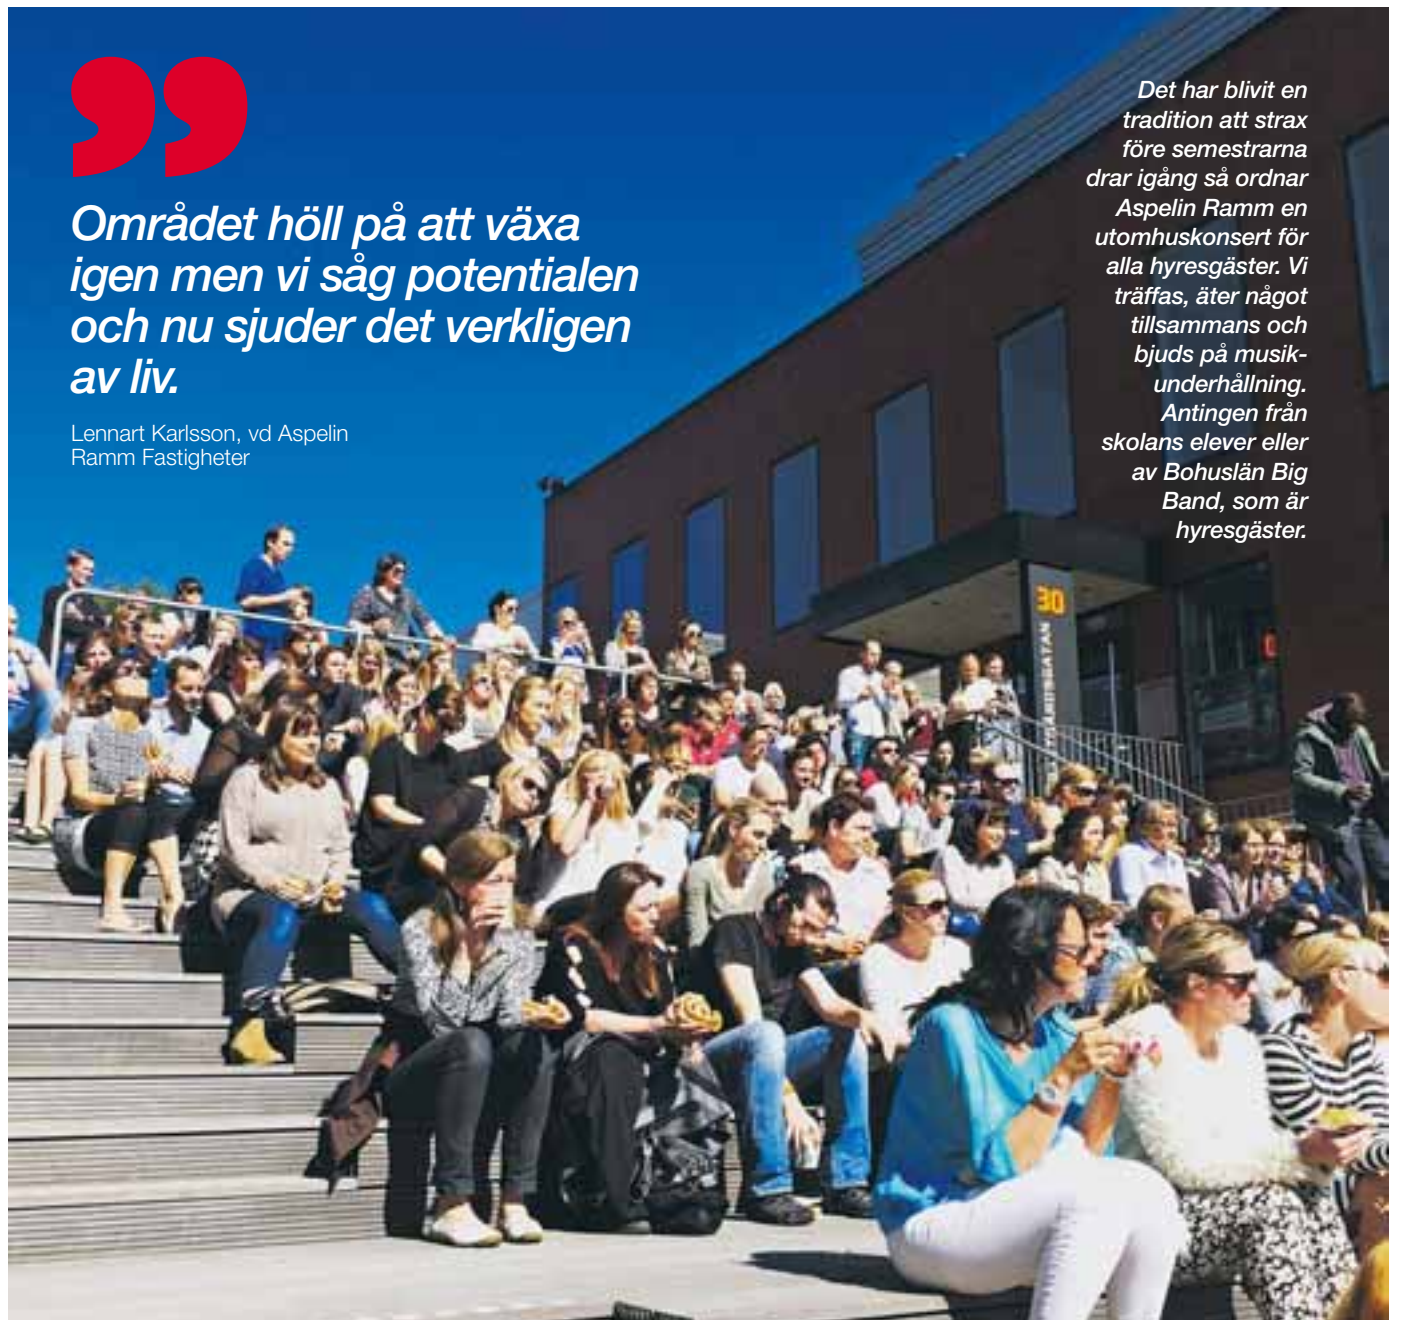 ”
Området höll på att växa
igen men vi såg potentialen
och nu sjuder det verkligen
av liv.
Lennart Karlsson, vd Aspelin
Ramm Fastigheter
Det har blivit en
tradition att strax
före semestrarna
drar igång så ordnar
Aspelin Ramm en
utomhuskonsert för
alla hyresgäster. Vi
träffas, äter något
tillsammans och
bjuds på musik-
underhållning.
Antingen från
skolans elever eller
av Bohuslän Big
Band, som är
hyresgäster.
30